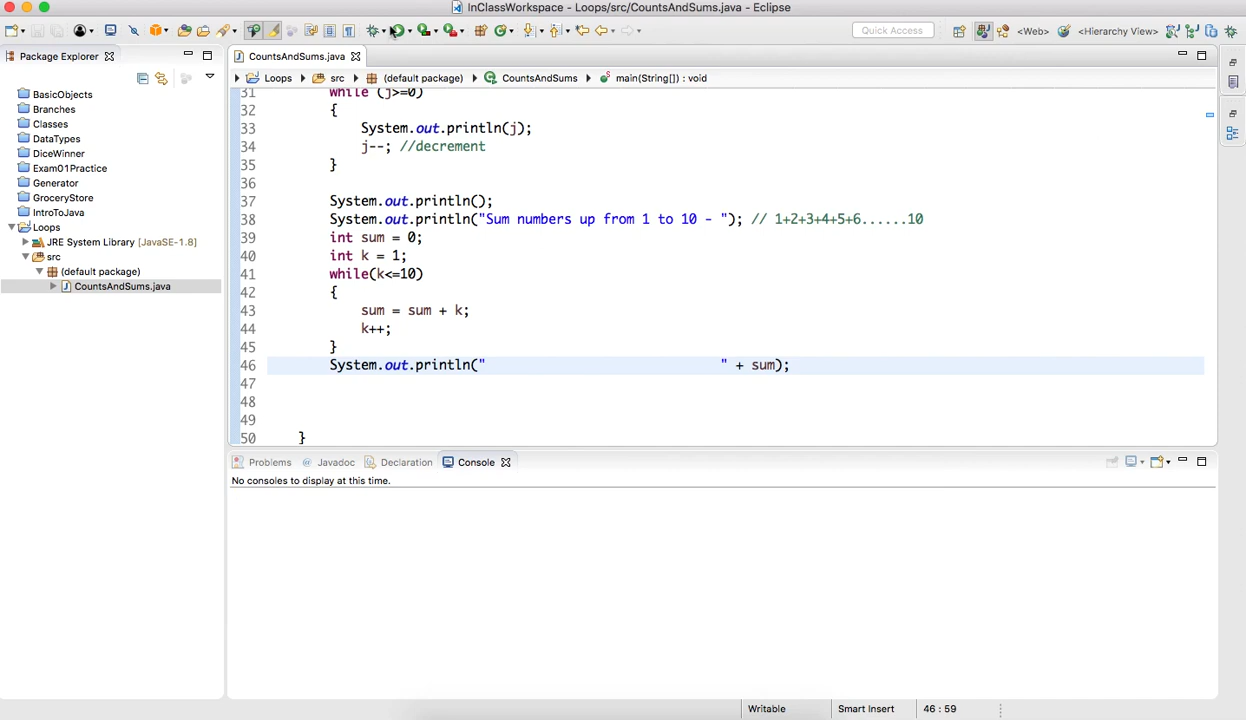 InClassWorkspace - Loops/src/CountsAndSums.java - Eclipse
Quick Access
<Web>
<Hierarchy View>
Package Explorer
CountsAndSums.java
Loops
src
(default package)
CountsAndSums
main(String[]) : void
BasicObjects
Branches
Classes
DataTypes
DiceWinner
Exam01Practice
Generator
GroceryStore
IntroToJava
Loops
JRE System Library [JavaSE-1.8]
src
(default package)
CountsAndSums.java
31 while (j>=0)
32 {
33 System.out.println(j);
34 j--; //decrement
35 }
36
37 System.out.println();
38 System.out.println("Sum numbers up from 1 to 10 - "); // 1+2+3+4+5+6......10
39 int sum = 0;
40 int k = 1;
41 while(k<=10)
42 {
43 sum = sum + k;
44 k++;
45 }
46 System.out.println("                              " + sum);
47
48
49
50 }
Problems
@ Javadoc
Declaration
Console
No consoles to display at this time.
Writable
Smart Insert
46 : 59